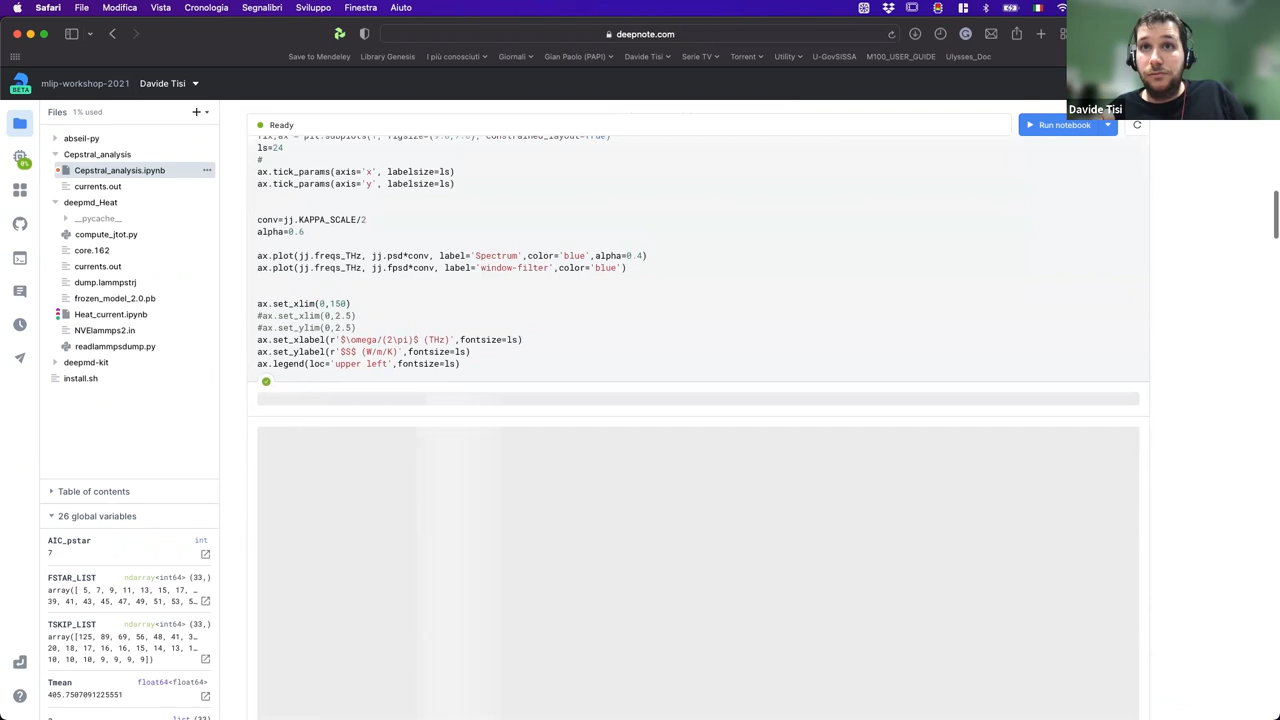 Safari File Modifica Vista Cronologia Segnalibri Sviluppo Finestra Aiuto
deepnote.com
Save to Mendeley Library Genesis I più conosciuti Giornali Gian Paolo (PAPI) Davide Tisi Serie TV Torrent Utility U-GovSISSA M100_USER_GUIDE Ulysses_Doc
BETA
mlip-workshop-2021 Davide Tisi
Davide Tisi
Files 1% used
Ready
Run notebook
abseil-py
Cepstral_analysis
Cepstral_analysis.ipynb
currents.out
deepmd_Heat
__pycache__
compute_jtot.py
core.162
currents.out
dump.lammpstrj
frozen_model_2.0.pb
Heat_current.ipynb
NVElammps2.in
readlammpsdump.py
deepmd-kit
install.sh
0%
ls=24
#
ax.tick_params(axis='x', labelsize=ls)
ax.tick_params(axis='y', labelsize=ls)
conv=jj.KAPPA_SCALE/2
alpha=0.6
ax.plot(jj.freqs_THz, jj.psd*conv, label='Spectrum',color='blue',alpha=0.4)
ax.plot(jj.freqs_THz, jj.fpsd*conv, label='window-filter',color='blue')
ax.set_xlim(0,150)
#ax.set_xlim(0,2.5)
#ax.set_ylim(0,2.5)
ax.set_xlabel(r'$\omega/(2\pi)$ (THz)',fontsize=ls)
ax.set_ylabel(r'$S$ (W/m/K)',fontsize=ls)
ax.legend(loc='upper left',fontsize=ls)
Table of contents
26 global variables
AIC_pstar int
7
FSTAR_LIST ndarray<int64> (33,)
array([ 5, 7, 9, 11, 13, 15, 17, …
39, 41, 43, 45, 47, 49, 51, 53, 5…
TSKIP_LIST ndarray<int64> (33,)
array([125, 89, 69, 56, 48, 41, 3…
20, 18, 17, 16, 16, 15, 14, 13, 1…
10, 10, 10, 9, 9, 9, 9])
Tmean float64<float64>
405.7507091225551
list (33)